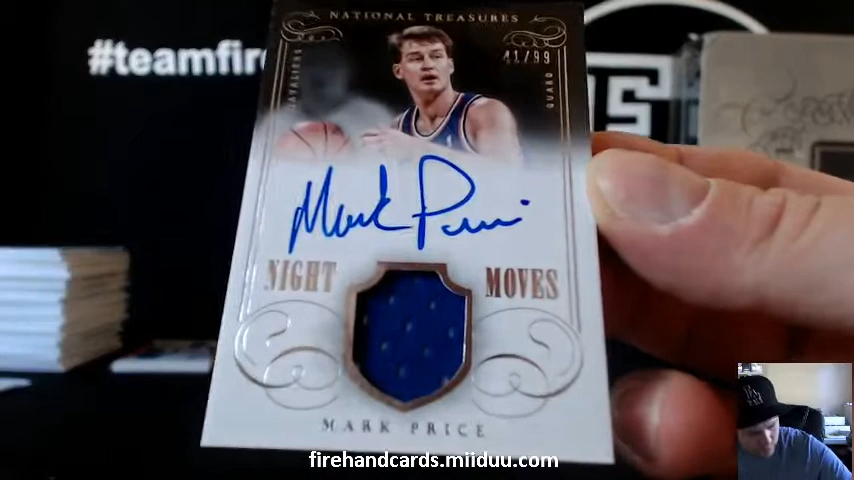 NATIONAL TREASURES
#teamfire
41/99
CAVALIERS
GUARD
Mark Price
NIGHT MOVES
MARK PRICE
firehandcards.miiduu.com